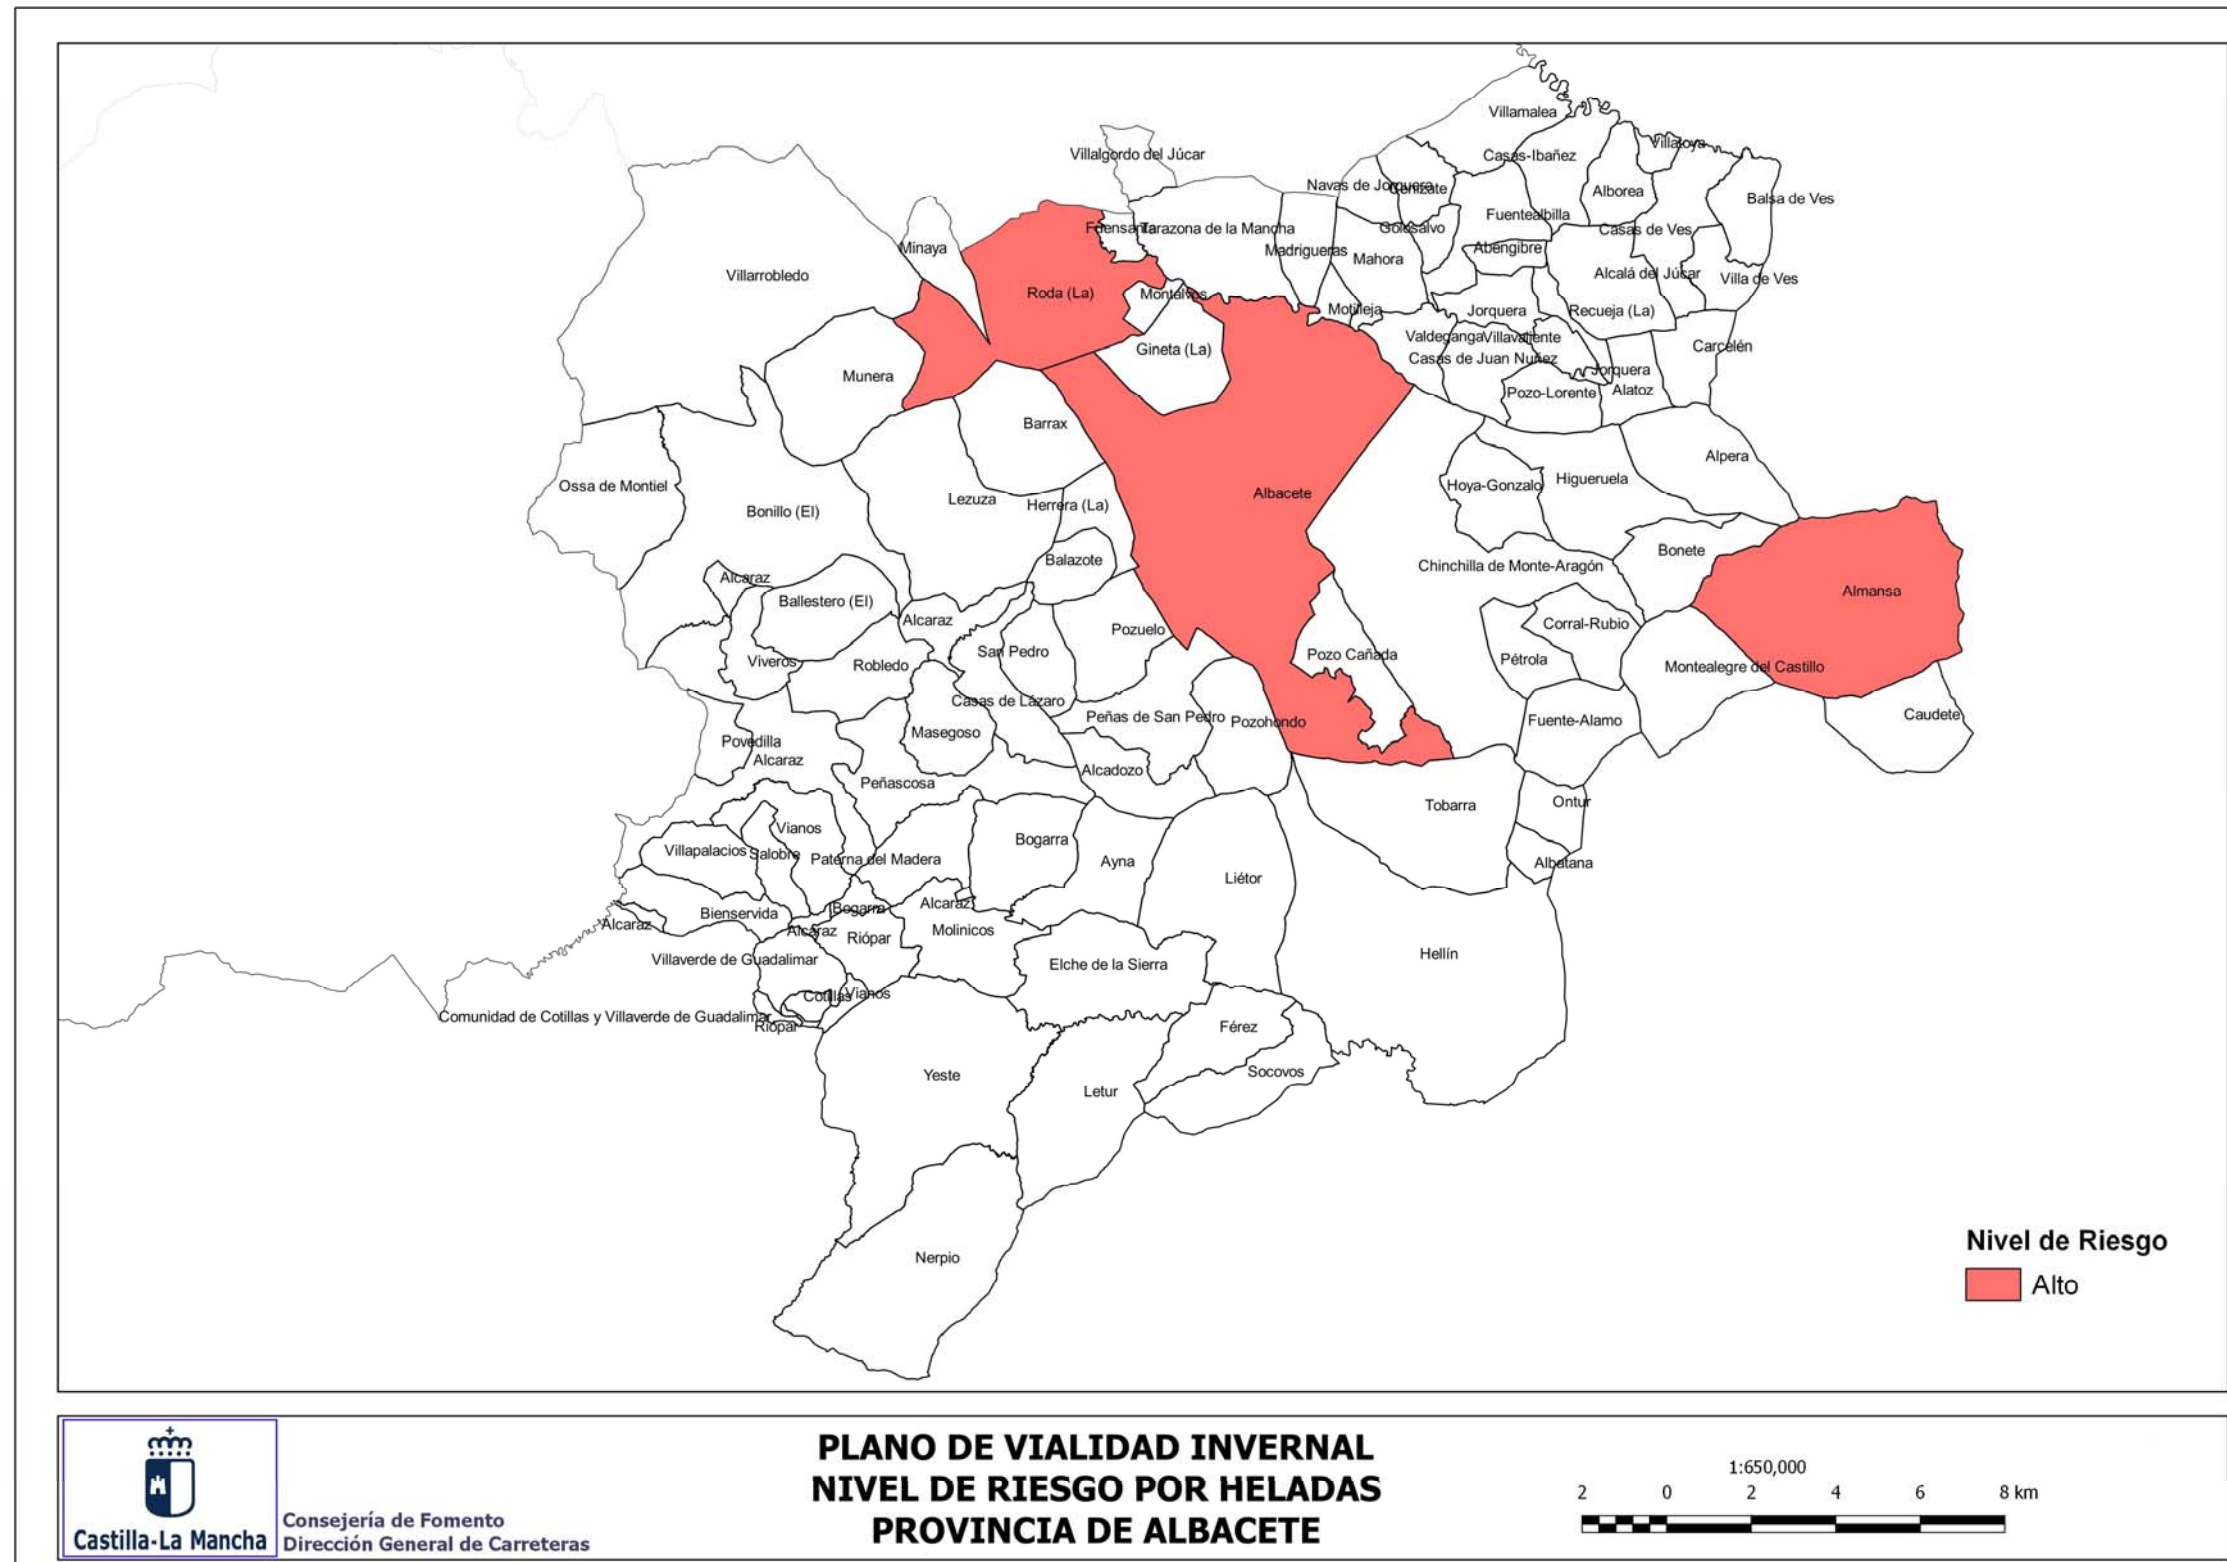 Villamalea
Villatoya
Villalgordo del Júcar
Casas-Ibañez
Navas de Jorquera
Cenizate
Alborea
Balsa de Ves
Fuentealbilla
Fuensanta
Tarazona de la Mancha
Golosalvo
Casas de Ves
Minaya
Madrigueras
Mahora
Abengibre
Villarrobledo
Alcalá del Júcar
Villa de Ves
Roda (La)
Montalvos
Motilleja
Jorquera
Recueja (La)
Gineta (La)
Valdeganga
Villavaliente
Carcelén
Casas de Juan Nuñez
Munera
Jorquera
Pozo-Lorente
Alatoz
Barrax
Alpera
Ossa de Montiel
Hoya-Gonzalo
Higueruela
Albacete
Lezuza
Herrera (La)
Bonillo (El)
Bonete
Balazote
Chinchilla de Monte-Aragón
Alcaraz
Almansa
Ballestero (El)
Alcaraz
Corral-Rubio
Pozuelo
San Pedro
Pozo Cañada
Pétrola
Viveros
Robledo
Montealegre del Castillo
Casas de Lázaro
Peñas de San Pedro
Pozohondo
Fuente-Alamo
Caudete
Masegoso
Povedilla
Alcaraz
Alcadozo
Peñascosa
Tobarra
Ontur
Vianos
Bogarra
Villapalacios
Salobre
Paterna del Madera
Ayna
Albatana
Liétor
Alcaraz
Bogarra
Bienservida
Alcaraz
Alcaraz
Riópar
Molinicos
Hellín
Villaverde de Guadalimar
Elche de la Sierra
Cotillas
Vianos
Comunidad de Cotillas y Villaverde de Guadalimar
Riópar
Férez
Yeste
Letur
Socovos
Nerpio
Nivel de Riesgo
Alto
Castilla-La Mancha
Consejería de Fomento
Dirección General de Carreteras
PLANO DE VIALIDAD INVERNAL
NIVEL DE RIESGO POR HELADAS
PROVINCIA DE ALBACETE
1:650,000
2 0 2 4 6 8 km